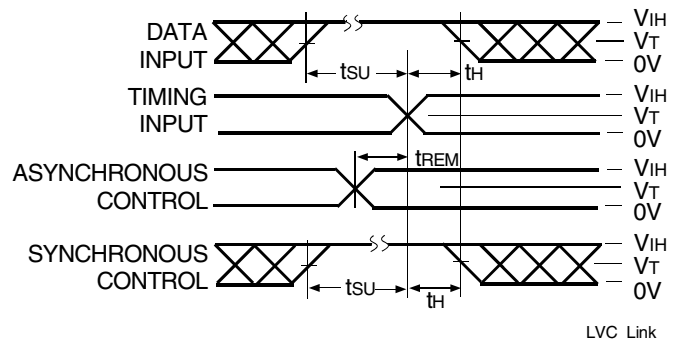 DATA
INPUT
tSU
tH
VIH
VT
0V
TIMING
INPUT
VIH
VT
0V
ASYNCHRONOUS
CONTROL
tREM
VIH
VT
0V
SYNCHRONOUS
CONTROL
tSU
tH
VIH
VT
0V
LVC Link